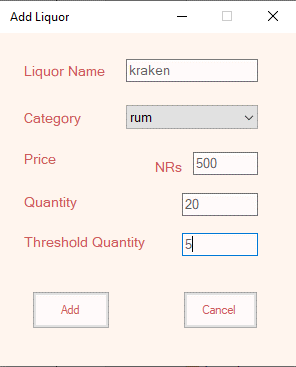 Add Liquor
Liquor Name kraken
Category rum
Price NRs 500
Quantity 20
Threshold Quantity 5
Add Cancel